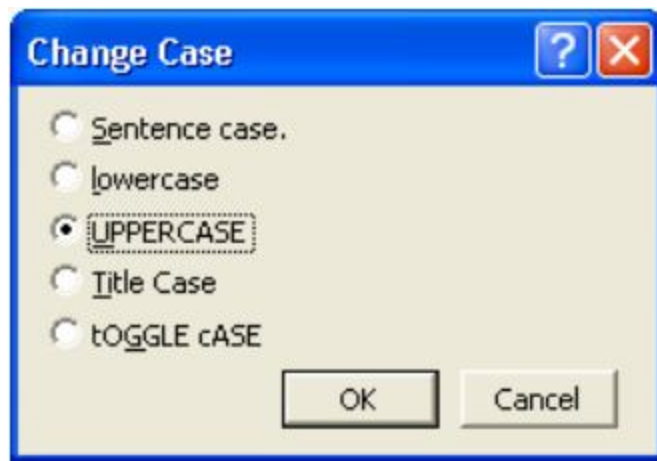 Change Case
?
Sentence case.
lowercase
UPPERCASE
Title Case
tOGGLE cASE
OK Cancel